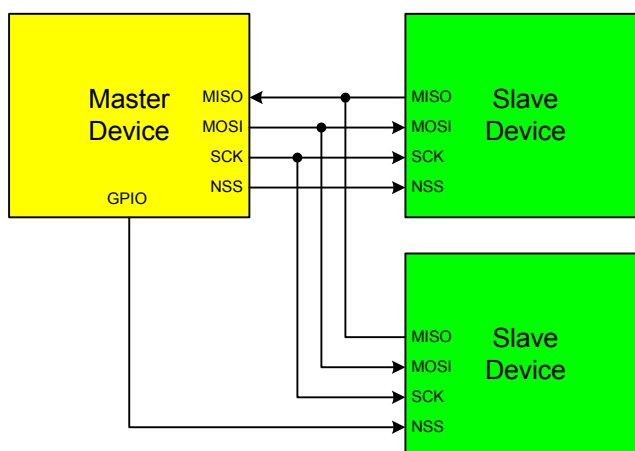 Master
Device
MISO
MOSI
SCK
NSS
GPIO
MISO
MOSI
SCK
NSS
Slave
Device
MISO
MOSI
SCK
NSS
Slave
Device